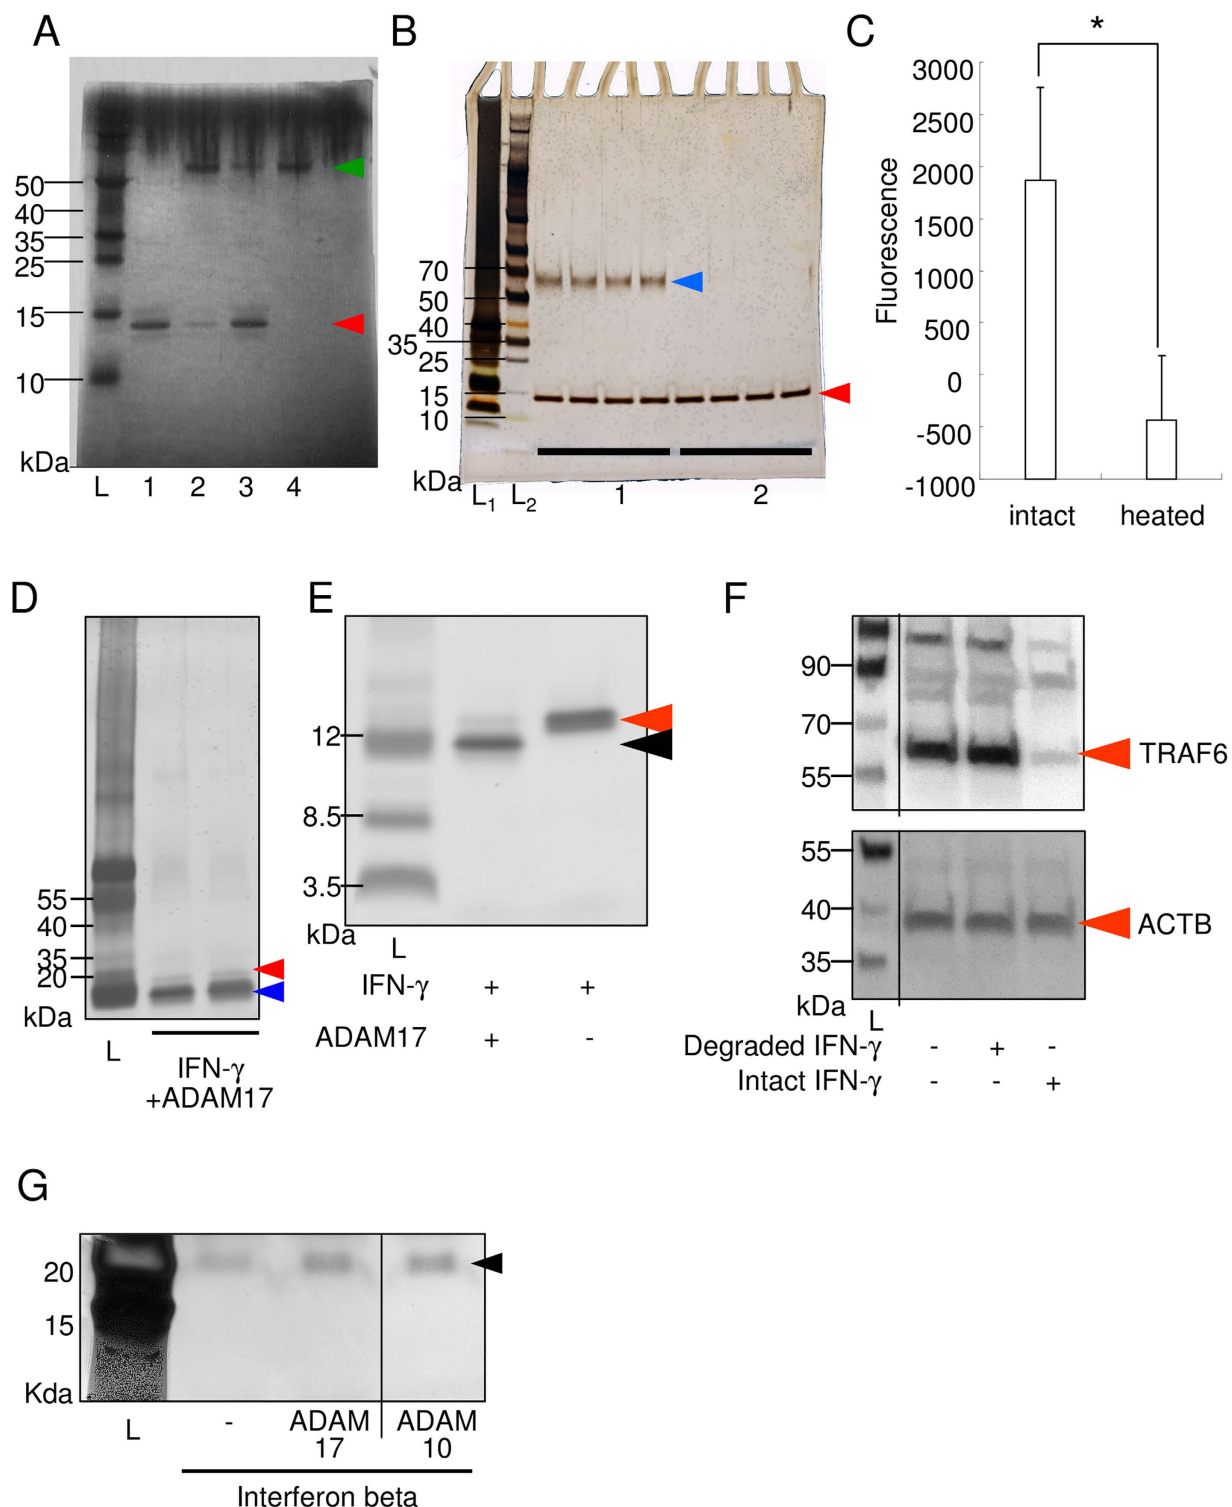 A
50
40
35
25
15
10
kDa
L 1 2 3 4
B
70
50
40
35
25
15
10
kDa
L1 L2 1 2
C
*
Fluorescence
3000
2500
2000
1500
1000
500
0
-500
-1000
intact heated
D
55
40
35
20
kDa
L
IFN-γ
+ADAM17
E
12
8.5
3.5
kDa
L
IFN-γ + +
ADAM17 + -
F
90
70
55
TRAF6
55
40
35
ACTB
kDa
L
Degraded IFN-γ - + -
Intact IFN-γ - - +
G
20
15
Kda
L - ADAM ADAM
17 10
Interferon beta